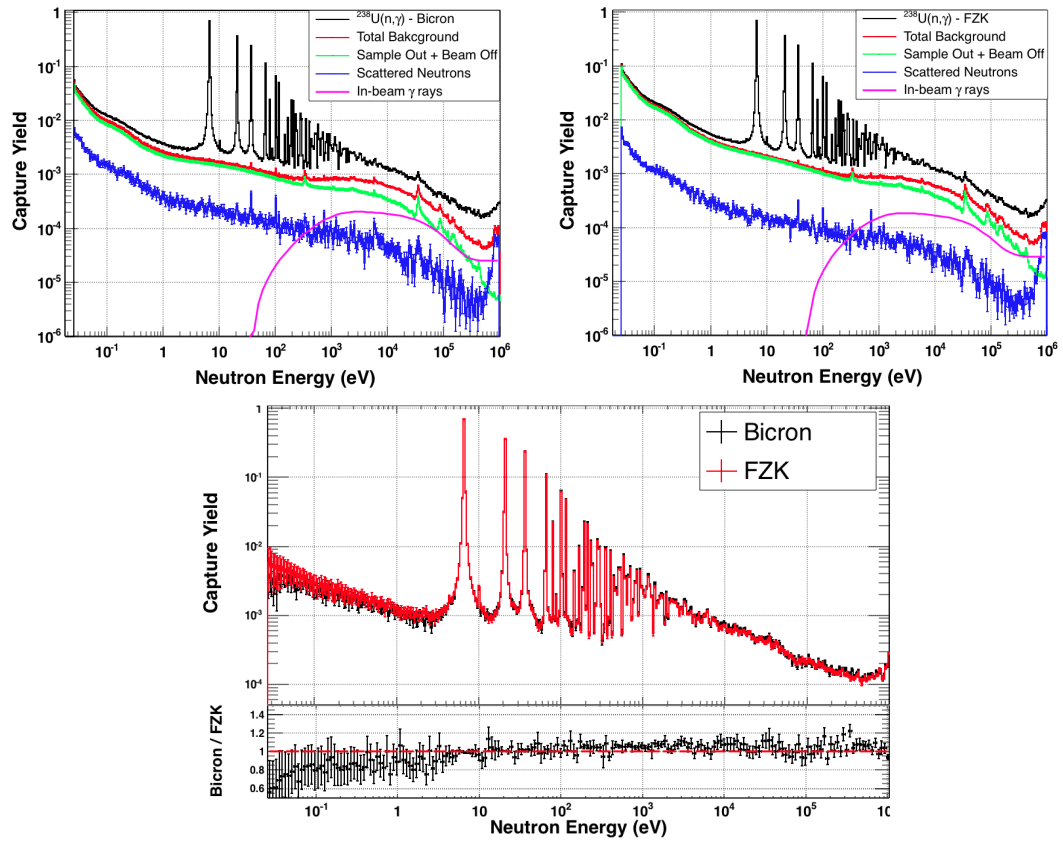 Capture Yield
1
10⁻¹
10⁻²
10⁻³
10⁻⁴
10⁻⁵
10⁻⁶
²³⁸U(n,γ) - Bicron
Total Bakcground
Sample Out + Beam Off
Scattered Neutrons
In-beam γ rays
10⁻¹ 1 10 10² 10³ 10⁴ 10⁵ 10⁶
Neutron Energy (eV)
Capture Yield
1
10⁻¹
10⁻²
10⁻³
10⁻⁴
10⁻⁵
10⁻⁶
²³⁸U(n,γ) - FZK
Total Background
Sample Out + Beam Off
Scattered Neutrons
In-beam γ rays
10⁻¹ 1 10 10² 10³ 10⁴ 10⁵ 10⁶
Neutron Energy (eV)
Capture Yield
1
10⁻¹
10⁻²
10⁻³
10⁻⁴
Bicron
FZK
Bicron / FZK
1.4
1.2
1
0.8
0.6
10⁻¹ 1 10 10² 10³ 10⁴ 10⁵
Neutron Energy (eV)